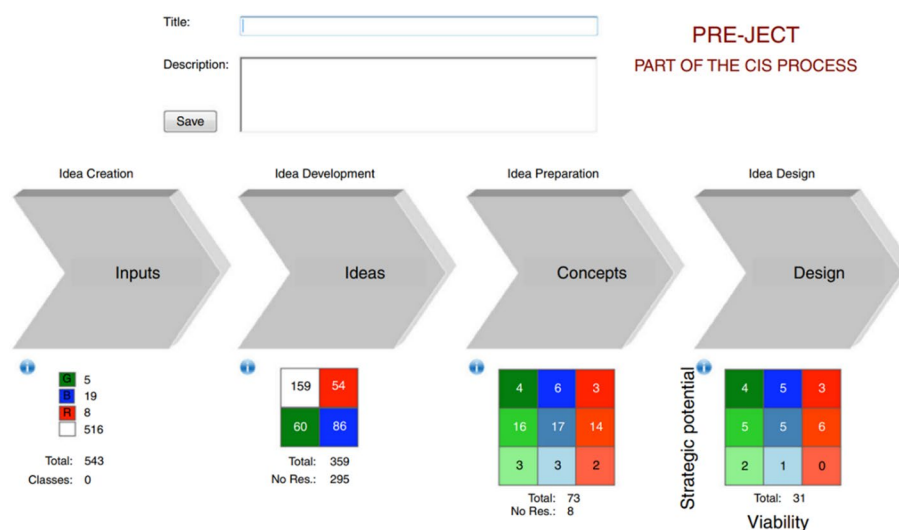 Title:
PRE-JECT
PART OF THE CIS PROCESS
Description:
Save
Idea Creation
Idea Development
Idea Preparation
Idea Design
Inputs
Ideas
Concepts
Design
G 5
B 19
R 8
516
Total: 543
Classes: 0
159 54
60 86
Total: 359
No Res.: 295
4 6 3
16 17 14
3 3 2
Total: 73
No Res.: 8
Strategic potential
4 5 3
5 5 6
2 1 0
Total: 31
Viability